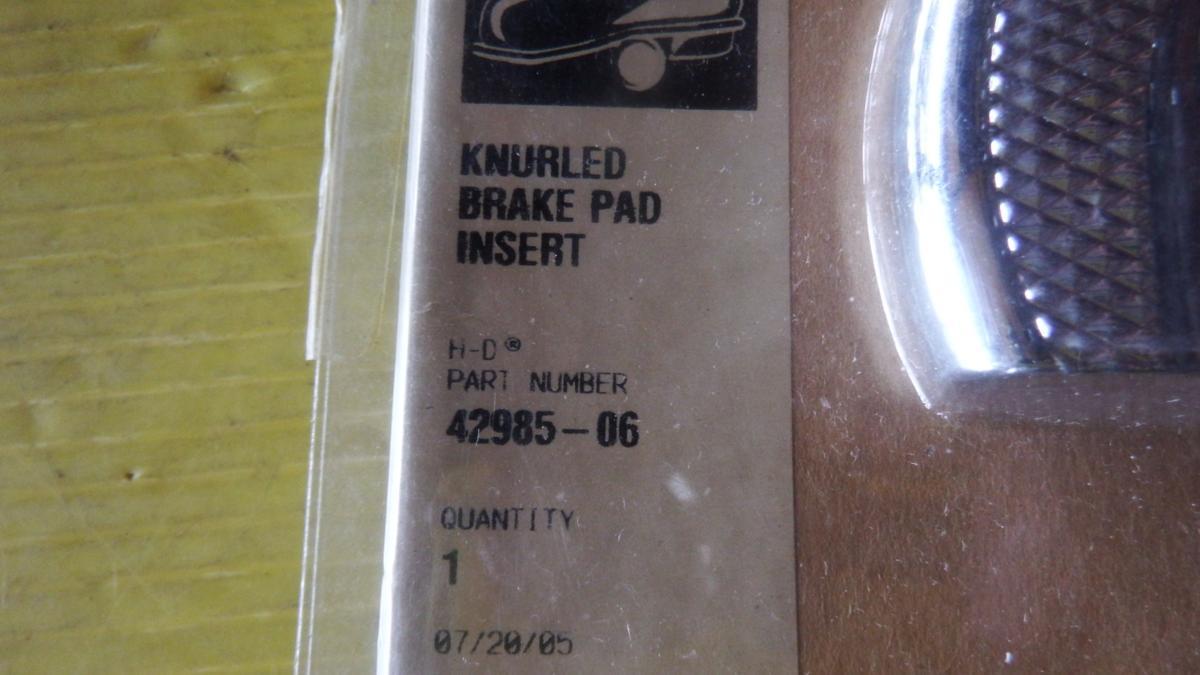 KNURLED
BRAKE PAD
INSERT
H-D®
PART NUMBER
42985-06
QUANTITY
1
07/20/05